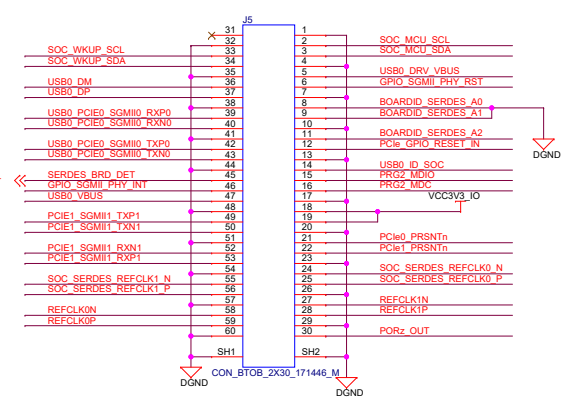 J5
31 1
32 2 SOC_MCU_SCL
SOC_WKUP_SCL 33 3 SOC_MCU_SDA
SOC_WKUP_SDA 34 4
35 5 USB0_DRV_VBUS
USB0_DM 36 6 GPIO_SGMII_PHY_RST
USB0_DP 37 7
38 8 BOARDID_SERDES_A0
USB0_PCIE0_SGMII0_RXP0 39 9 BOARDID_SERDES_A1
USB0_PCIE0_SGMII0_RXN0 40 10
41 11 BOARDID_SERDES_A2
USB0_PCIE0_SGMII0_TXP0 42 12 PCIe_GPIO_RESET_IN
USB0_PCIE0_SGMII0_TXN0 43 13 DGND
44 14 USB0_ID_SOC
SERDES_BRD_DET 45 15 PRG2_MDIO
GPIO_SGMII_PHY_INT 46 16 PRG2_MDC
USB0_VBUS 47 17 VCC3V3_IO
48 18
PCIE1_SGMII1_TXP1 49 19
PCIE1_SGMII1_TXN1 50 20
51 21 PCIe0_PRSNTn
PCIE1_SGMII1_RXN1 52 22 PCIe1_PRSNTn
PCIE1_SGMII1_RXP1 53 23
54 24 SOC_SERDES_REFCLK0_N
SOC_SERDES_REFCLK1_N 55 25 SOC_SERDES_REFCLK0_P
SOC_SERDES_REFCLK1_P 56 26
57 27 REFCLK1N
REFCLK0N 58 28 REFCLK1P
REFCLK0P 59 29
60 30 PORz_OUT
SH1 SH2
CON_BTOB_2X30_171446_M
DGND DGND